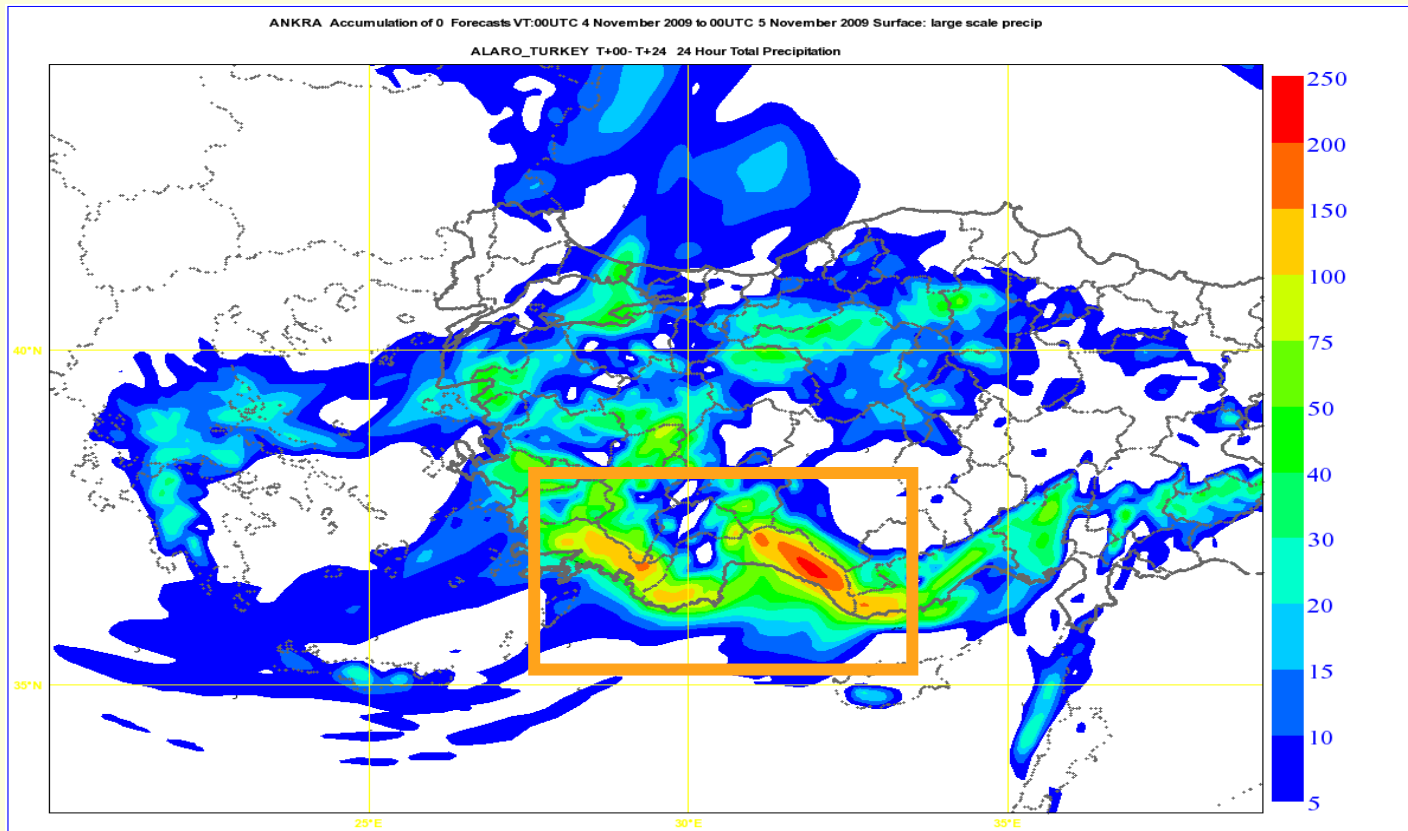 ANKRA Accumulation of 0 Forecasts VT:00UTC 4 November 2009 to 00UTC 5 November 2009 Surface: large scale precip
ALARO_TURKEY T+00- T+24 24 Hour Total Precipitation
250
200
150
100
75
50
40
30
20
15
10
5
40°N
35°N
25°E
30°E
35°E